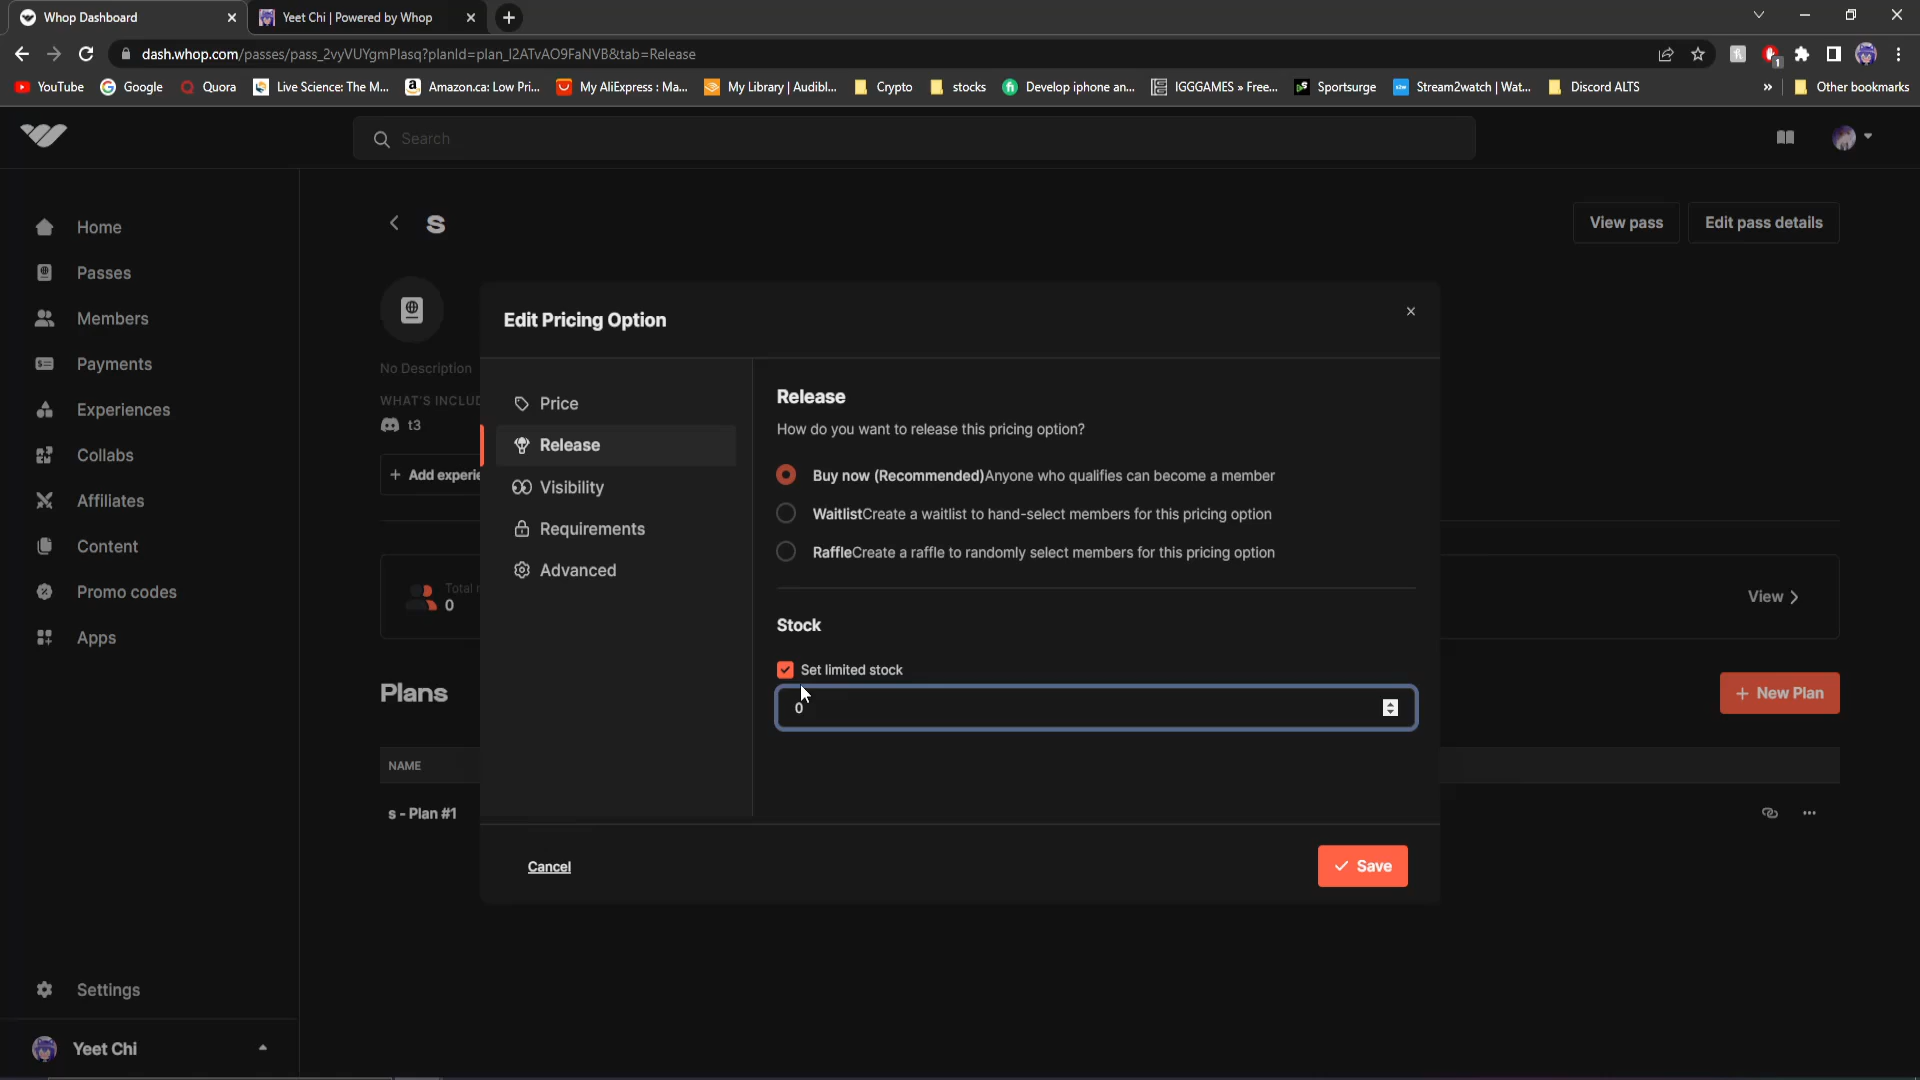 Whop Dashboard
Yeet Chi | Powered by Whop
dash.whop.com/passes/pass_2vyVUYgmPlasq?planId=plan_l2ATvAO9FaNVB&tab=Release
1
YouTube
Google
Quora
Live Science: The M...
Amazon.ca: Low Pri...
My AliExpress : Ma...
My Library | Audibl...
Crypto
stocks
Develop iphone an...
IGGGAMES » Free...
Sportsurge
Stream2watch | Wat...
Discord ALTS
»
Other bookmarks
Search
Home
Passes
Members
Payments
Experiences
Collabs
Affiliates
Content
Promo codes
Apps
Settings
Yeet Chi
s
View pass
Edit pass details
No Description
WHAT'S INCLUD
t3
+ Add experie
0
View >
Plans
+ New Plan
NAME
s - Plan #1
Edit Pricing Option
Price
Release
Visibility
Requirements
Advanced
Release
How do you want to release this pricing option?
Buy now (Recommended)Anyone who qualifies can become a member
WaitlistCreate a waitlist to hand-select members for this pricing option
RaffleCreate a raffle to randomly select members for this pricing option
Stock
Set limited stock
0
Cancel
Save